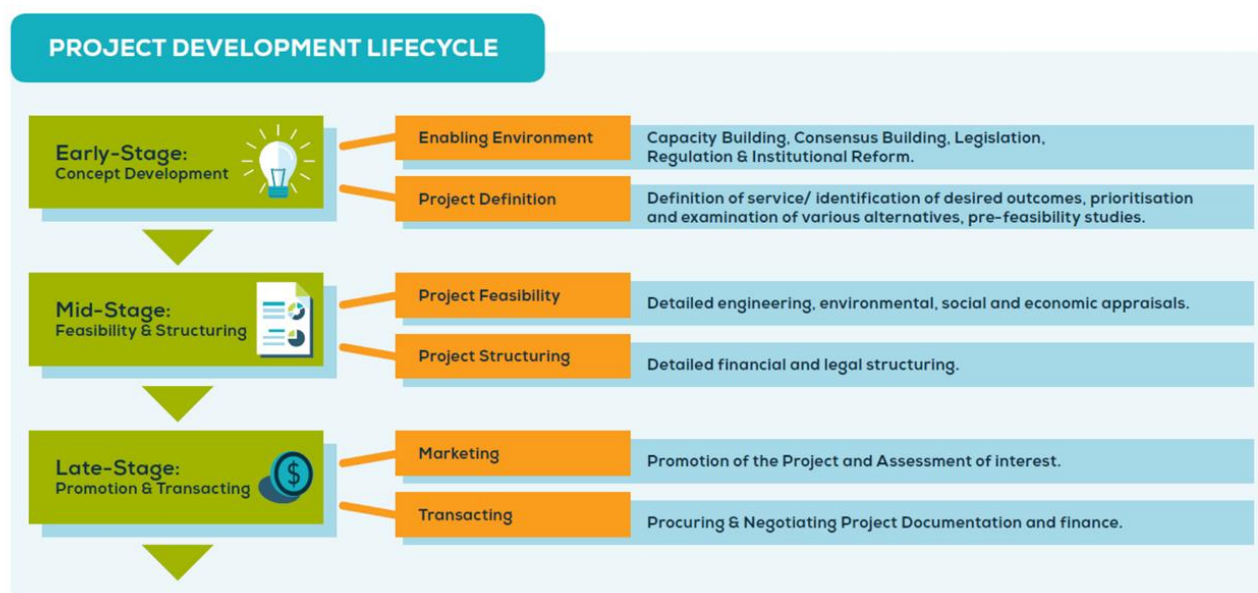 PROJECT DEVELOPMENT LIFECYCLE
Early-Stage:
Concept Development
Enabling Environment
Capacity Building, Consensus Building, Legislation,
Regulation & Institutional Reform.
Project Definition
Definition of service/ identification of desired outcomes, prioritisation
and examination of various alternatives, pre-feasibility studies.
Mid-Stage:
Feasibility & Structuring
Project Feasibility
Detailed engineering, environmental, social and economic appraisals.
Project Structuring
Detailed financial and legal structuring.
Late-Stage:
Promotion & Transacting
$
Marketing
Promotion of the Project and Assessment of interest.
Transacting
Procuring & Negotiating Project Documentation and finance.